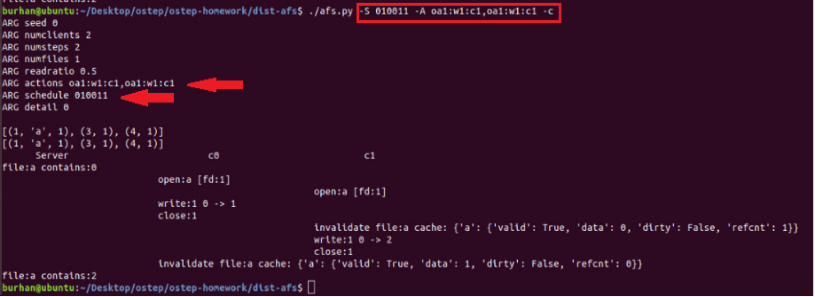 file:a contains:2
burhan@ubuntu:~/Desktop/ostep/ostep-homework/dist-afs$ ./afs.py -S 010011 -A oa1:w1:c1,oa1:w1:c1 -c
ARG seed 0
ARG numclients 2
ARG numsteps 2
ARG numfiles 1
ARG readratio 0.5
ARG actions oa1:w1:c1,oa1:w1:c1
ARG schedule 010011
ARG detail 0
[(1, 'a', 1), (3, 1), (4, 1)]
[(1, 'a', 1), (3, 1), (4, 1)]
Server c0 c1
file:a contains:0
open:a [fd:1]
open:a [fd:1]
write:1 0 -> 1
close:1
invalidate file:a cache: {'a': {'valid': True, 'data': 0, 'dirty': False, 'refcnt': 1}}
write:1 0 -> 2
close:1
invalidate file:a cache: {'a': {'valid': True, 'data': 1, 'dirty': False, 'refcnt': 0}}
file:a contains:2
burhan@ubuntu:~/Desktop/ostep/ostep-homework/dist-afs$